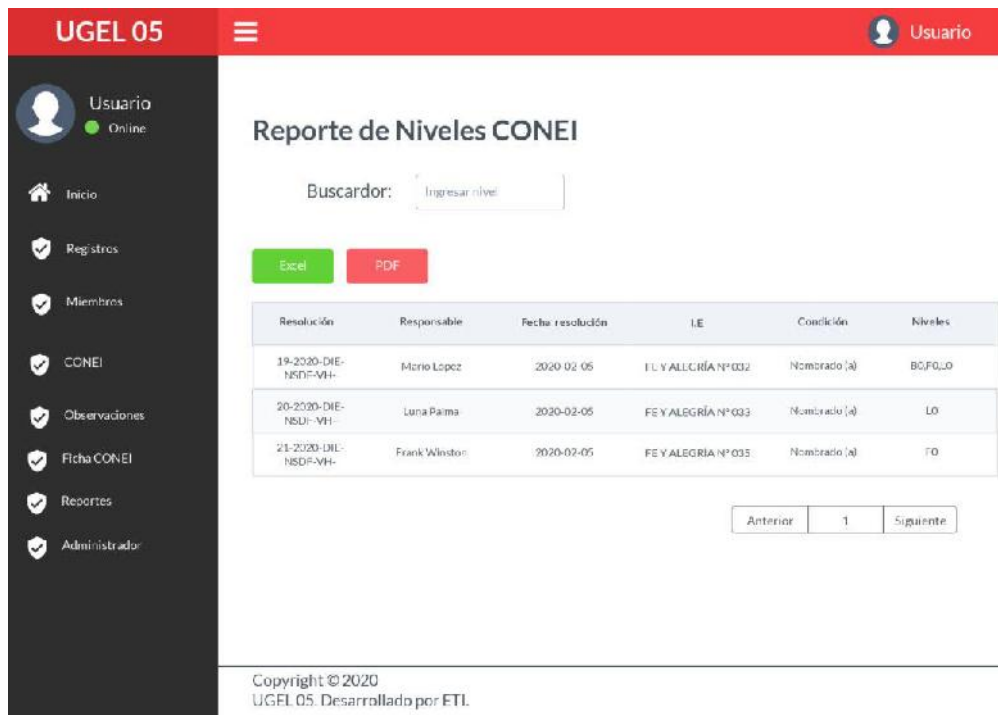 UGEL 05
Usuario
Usuario
Online
Inicio
Registros
Miembros
CONEI
Observaciones
Ficha CONEI
Reportes
Administrador
Reporte de Niveles CONEI
Buscardor: Ingresar nivel
Excel PDF
Resolución Responsable Fecha resolución I.E Condición Niveles
19-2020-DIE-
NSDF-VH-
Mario Lopez 2020-02-05 FE Y ALEGRÍA Nº 032 Nombrado (a)
20-2020-DIE-
NSDF-VH-
Luna Palma 2020-02-05 FE Y ALEGRÍA Nº 033 Nombrado (a) LO
21-2020-DIE-
NSDF-VH-
Frank Winston 2020-02-05 FE Y ALEGRÍA Nº 035 Nombrado (a) FO
Anterior 1 Siguiente
Copyright © 2020
UGEL 05. Desarrollado por ETI.